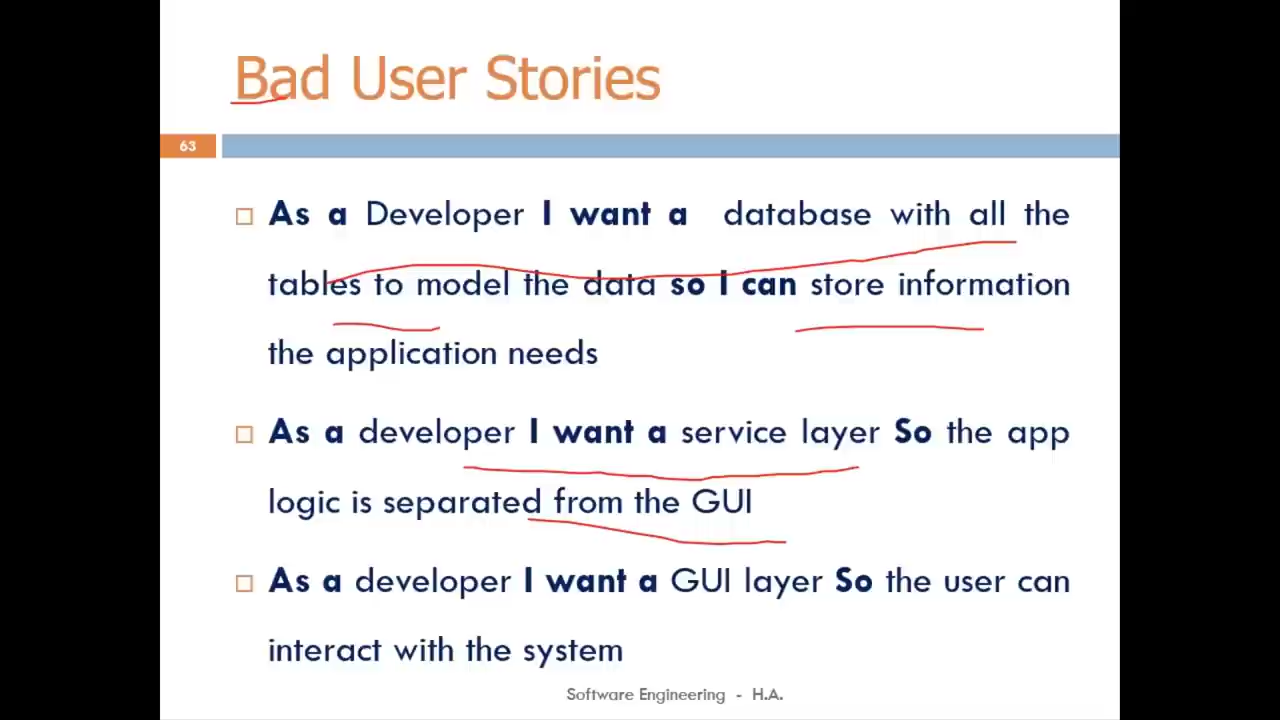 Bad User Stories
63
As a Developer I want a database with all the
tables to model the data so I can store information
the application needs
As a developer I want a service layer So the app
logic is separated from the GUI
As a developer I want a GUI layer So the user can
interact with the system
Software Engineering - H.A.